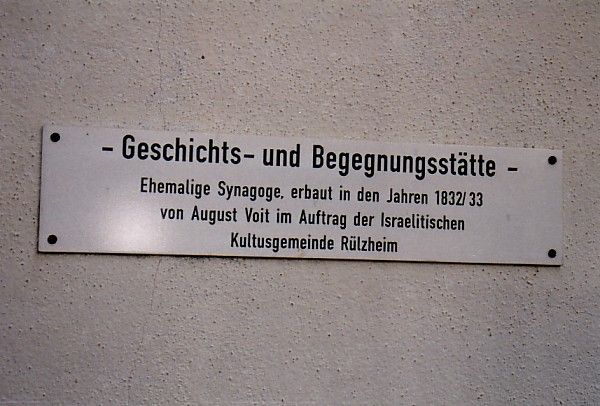 - Geschichts- und Begegnungsstätte -
Ehemalige Synagoge, erbaut in den Jahren 1832/33
von August Voit im Auftrag der Israelitischen
Kultusgemeinde Rülzheim